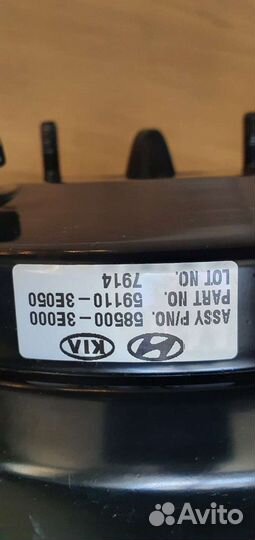 KIA
ASSY P/NO. 58500-3E000
PART NO. 59110-3E050
LOT NO. 7914
Avito